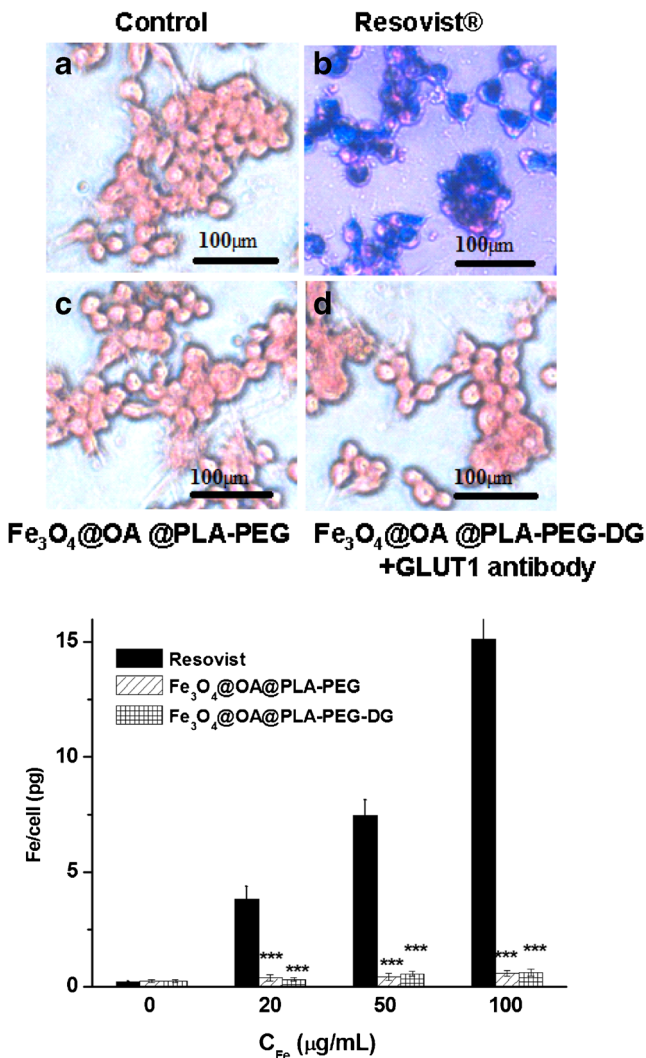 Control Resovist®
a b
100μm 100μm
c d
100μm 100μm
Fe3O4@OA @PLA-PEG Fe3O4@OA @PLA-PEG-DG
+GLUT1 antibody
15
Resovist
Fe3O4@OA@PLA-PEG
Fe3O4@OA@PLA-PEG-DG
10
Fe/cell (pg)
5
*** *** *** *** *** ***
0
0 20 50 100
CFe (μg/mL)